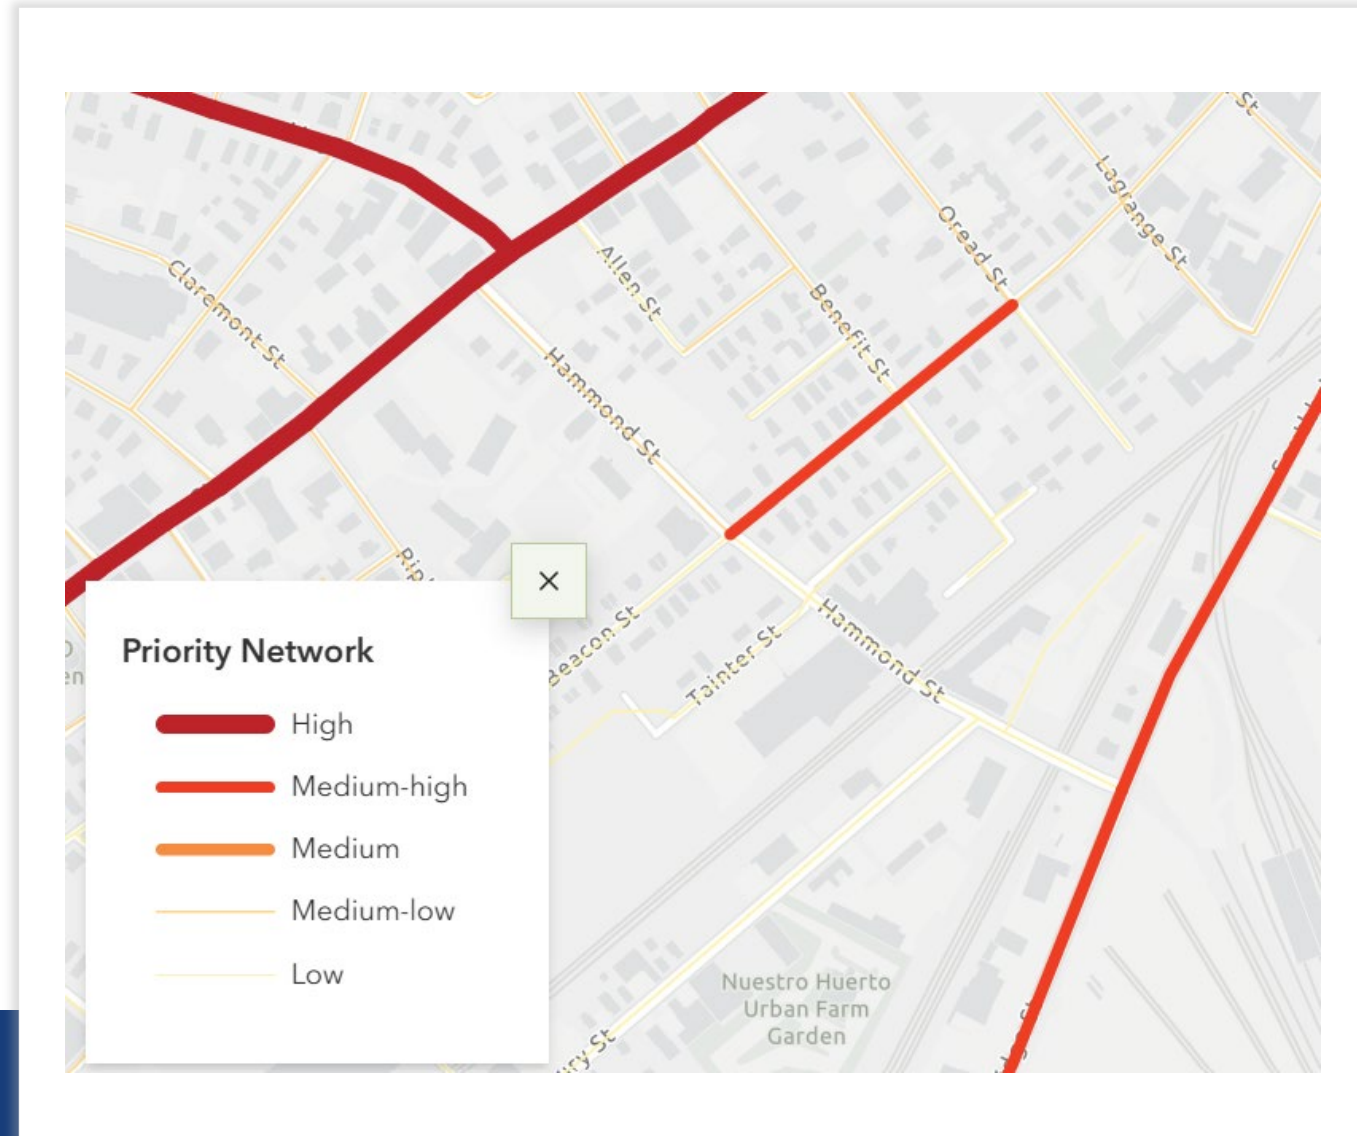 St
Lagrange St
Oread St
Claremont St
Allen St
Benefit St
Hammond St
Beacon St
Tainter St
Hammond St
Priority Network
High
Medium-high
Medium
Medium-low
Low
Nuestro Huerto
Urban Farm
Garden